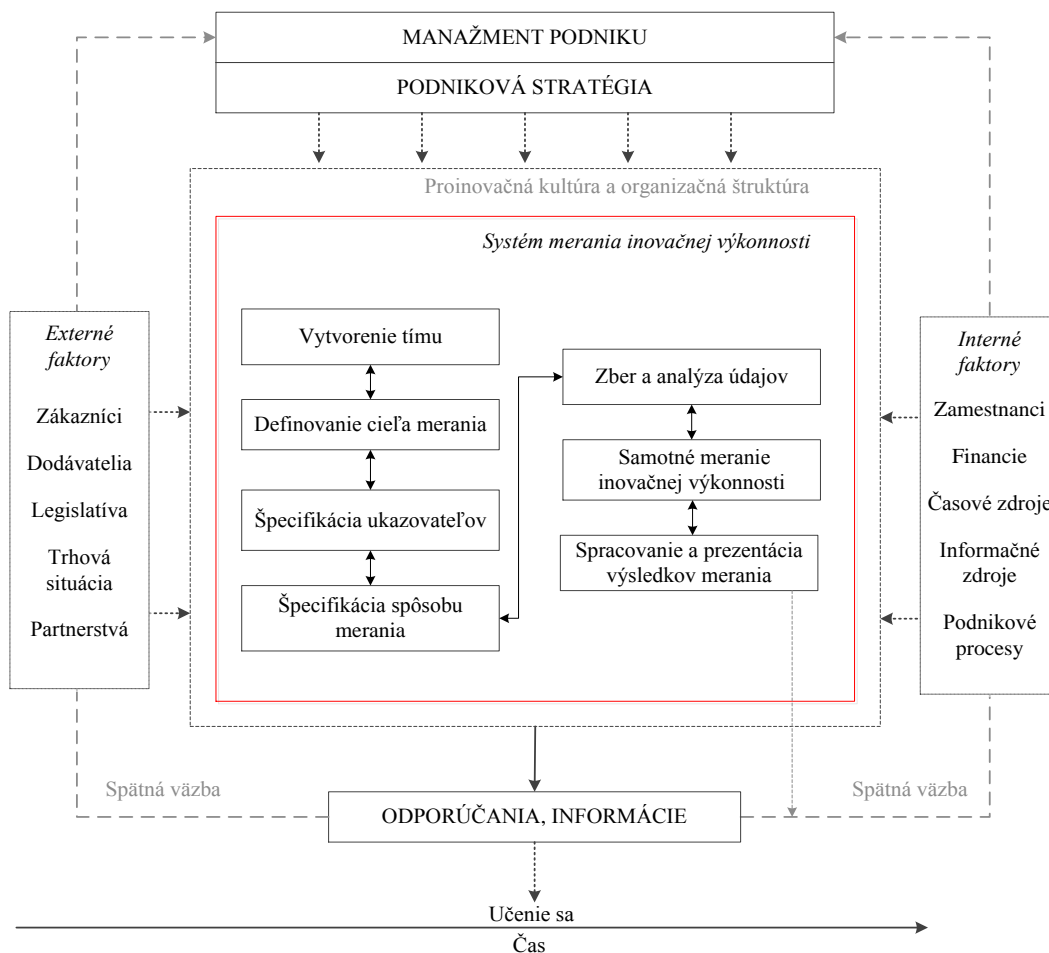 MANAŽMENT PODNIKU
PODNIKOVÁ STRATÉGIA
Proinovačná kultúra a organizačná štruktúra
Systém merania inovačnej výkonnosti
Externé
faktory
Zákazníci
Dodávatelia
Legislatíva
Trhová
situácia
Partnerstvá
Vytvorenie tímu
Definovanie cieľa merania
Špecifikácia ukazovateľov
Špecifikácia spôsobu
merania
Zber a analýza údajov
Samotné meranie
inovačnej výkonnosti
Spracovanie a prezentácia
výsledkov merania
Interné
faktory
Zamestnanci
Financie
Časové zdroje
Informačné
zdroje
Podnikové
procesy
Spätná väzba
Spätná väzba
ODPORÚČANIA, INFORMÁCIE
Učenie sa
Čas